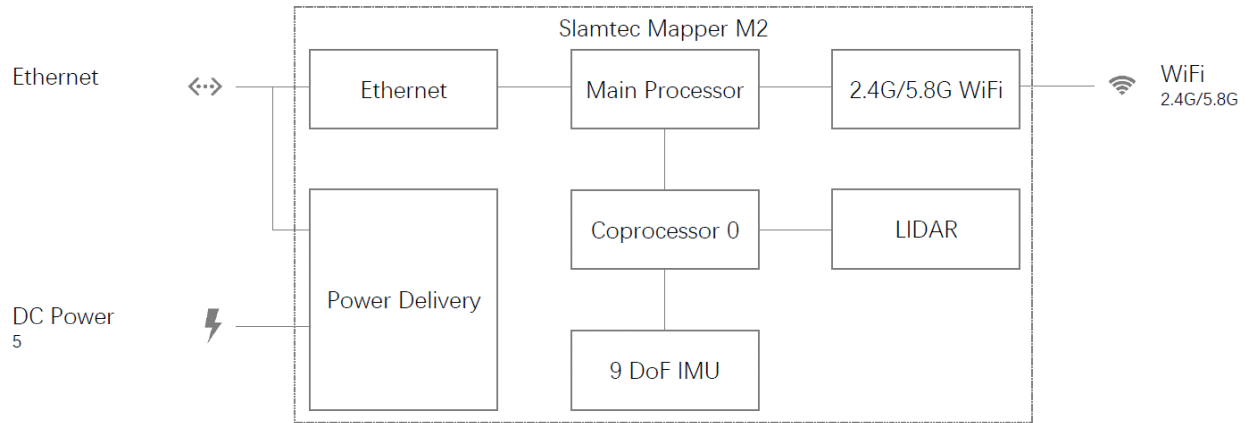 Slamtec Mapper M2
Ethernet
Ethernet
Main Processor
2.4G/5.8G WiFi
WiFi
2.4G/5.8G
Coprocessor 0
LIDAR
Power Delivery
DC Power
5
9 DoF IMU